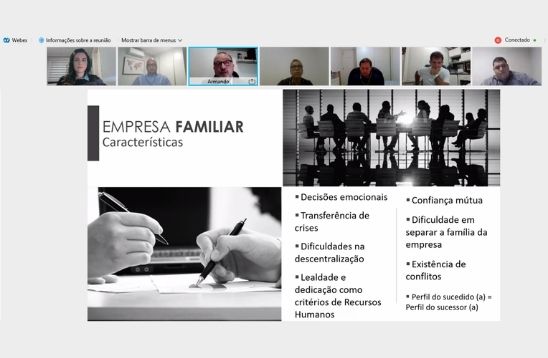 Webex
Informações sobre a reunião
Mostrar barra de menus
Conectado
Armando
EMPRESA FAMILIAR
Características
▪ Decisões emocionais
▪ Transferência de
crises
▪ Dificuldades na
descentralização
▪ Lealdade e
dedicação como
critérios de Recursos
Humanos
▪ Confiança mútua
▪ Dificuldade em
separar a família da
empresa
▪ Existência de
conflitos
▪ Perfil do sucedido (a) =
Perfil do sucessor (a)